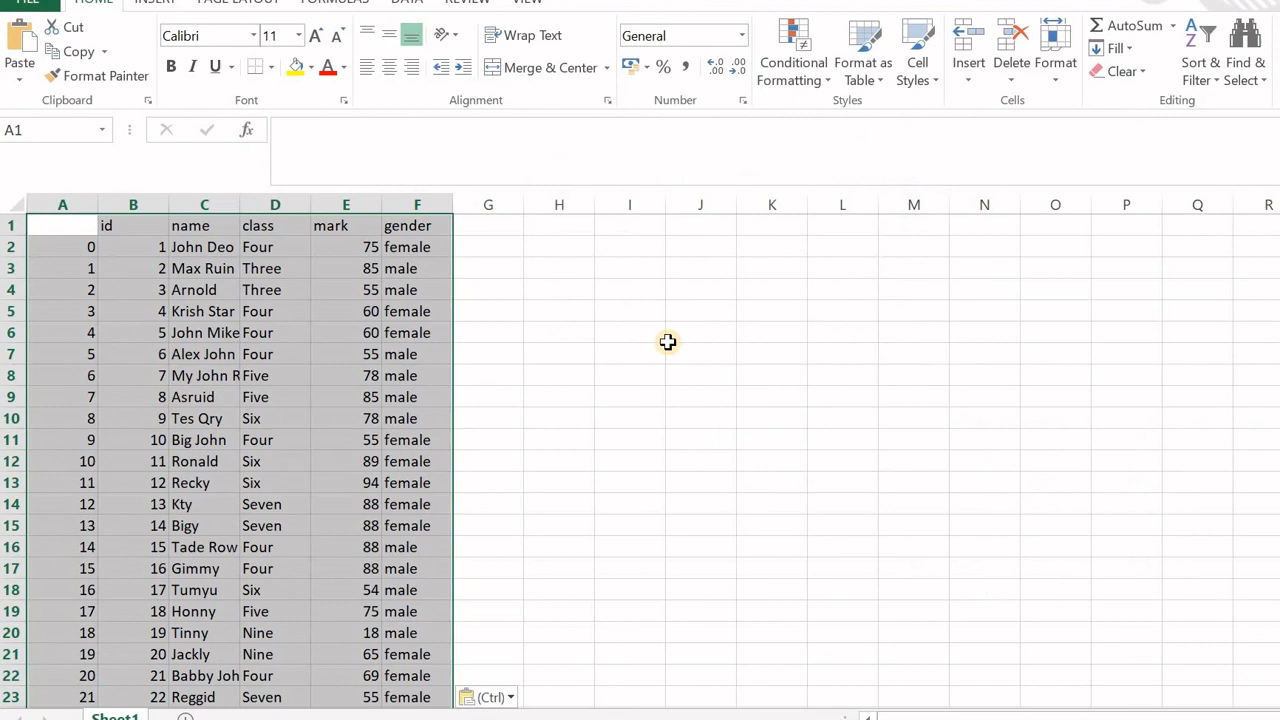 FILE HOME INSERT PAGE LAYOUT FORMULAS DATA REVIEW VIEW
Paste
Cut
Copy
Format Painter
Clipboard
Calibri 11
B I U
Font
Wrap Text
Merge & Center
Alignment
General
%
Number
Conditional Formatting
Format as Table
Cell Styles
Styles
Insert
Delete
Format
Cells
AutoSum
Fill
Clear
Sort & Filter
Find & Select
Editing
A1 fx
A B C D E F G H I J K L M N O P Q R
1 id name class mark gender
2 0 1 John Deo Four 75 female
3 1 2 Max Ruin Three 85 male
4 2 3 Arnold Three 55 male
5 3 4 Krish Star Four 60 female
6 4 5 John Mike Four 60 female
7 5 6 Alex John Four 55 male
8 6 7 My John R Five 78 male
9 7 8 Asruid Five 85 male
10 8 9 Tes Qry Six 78 male
11 9 10 Big John Four 55 female
12 10 11 Ronald Six 89 female
13 11 12 Recky Six 94 female
14 12 13 Kty Seven 88 female
15 13 14 Bigy Seven 88 female
16 14 15 Tade Row Four 88 male
17 15 16 Gimmy Four 88 male
18 16 17 Tumyu Six 54 male
19 17 18 Honny Five 75 male
20 18 19 Tinny Nine 18 male
21 19 20 Jackly Nine 65 female
22 20 21 Babby Joh Four 69 female
23 21 22 Reggid Seven 55 female
(Ctrl)
Sheet1